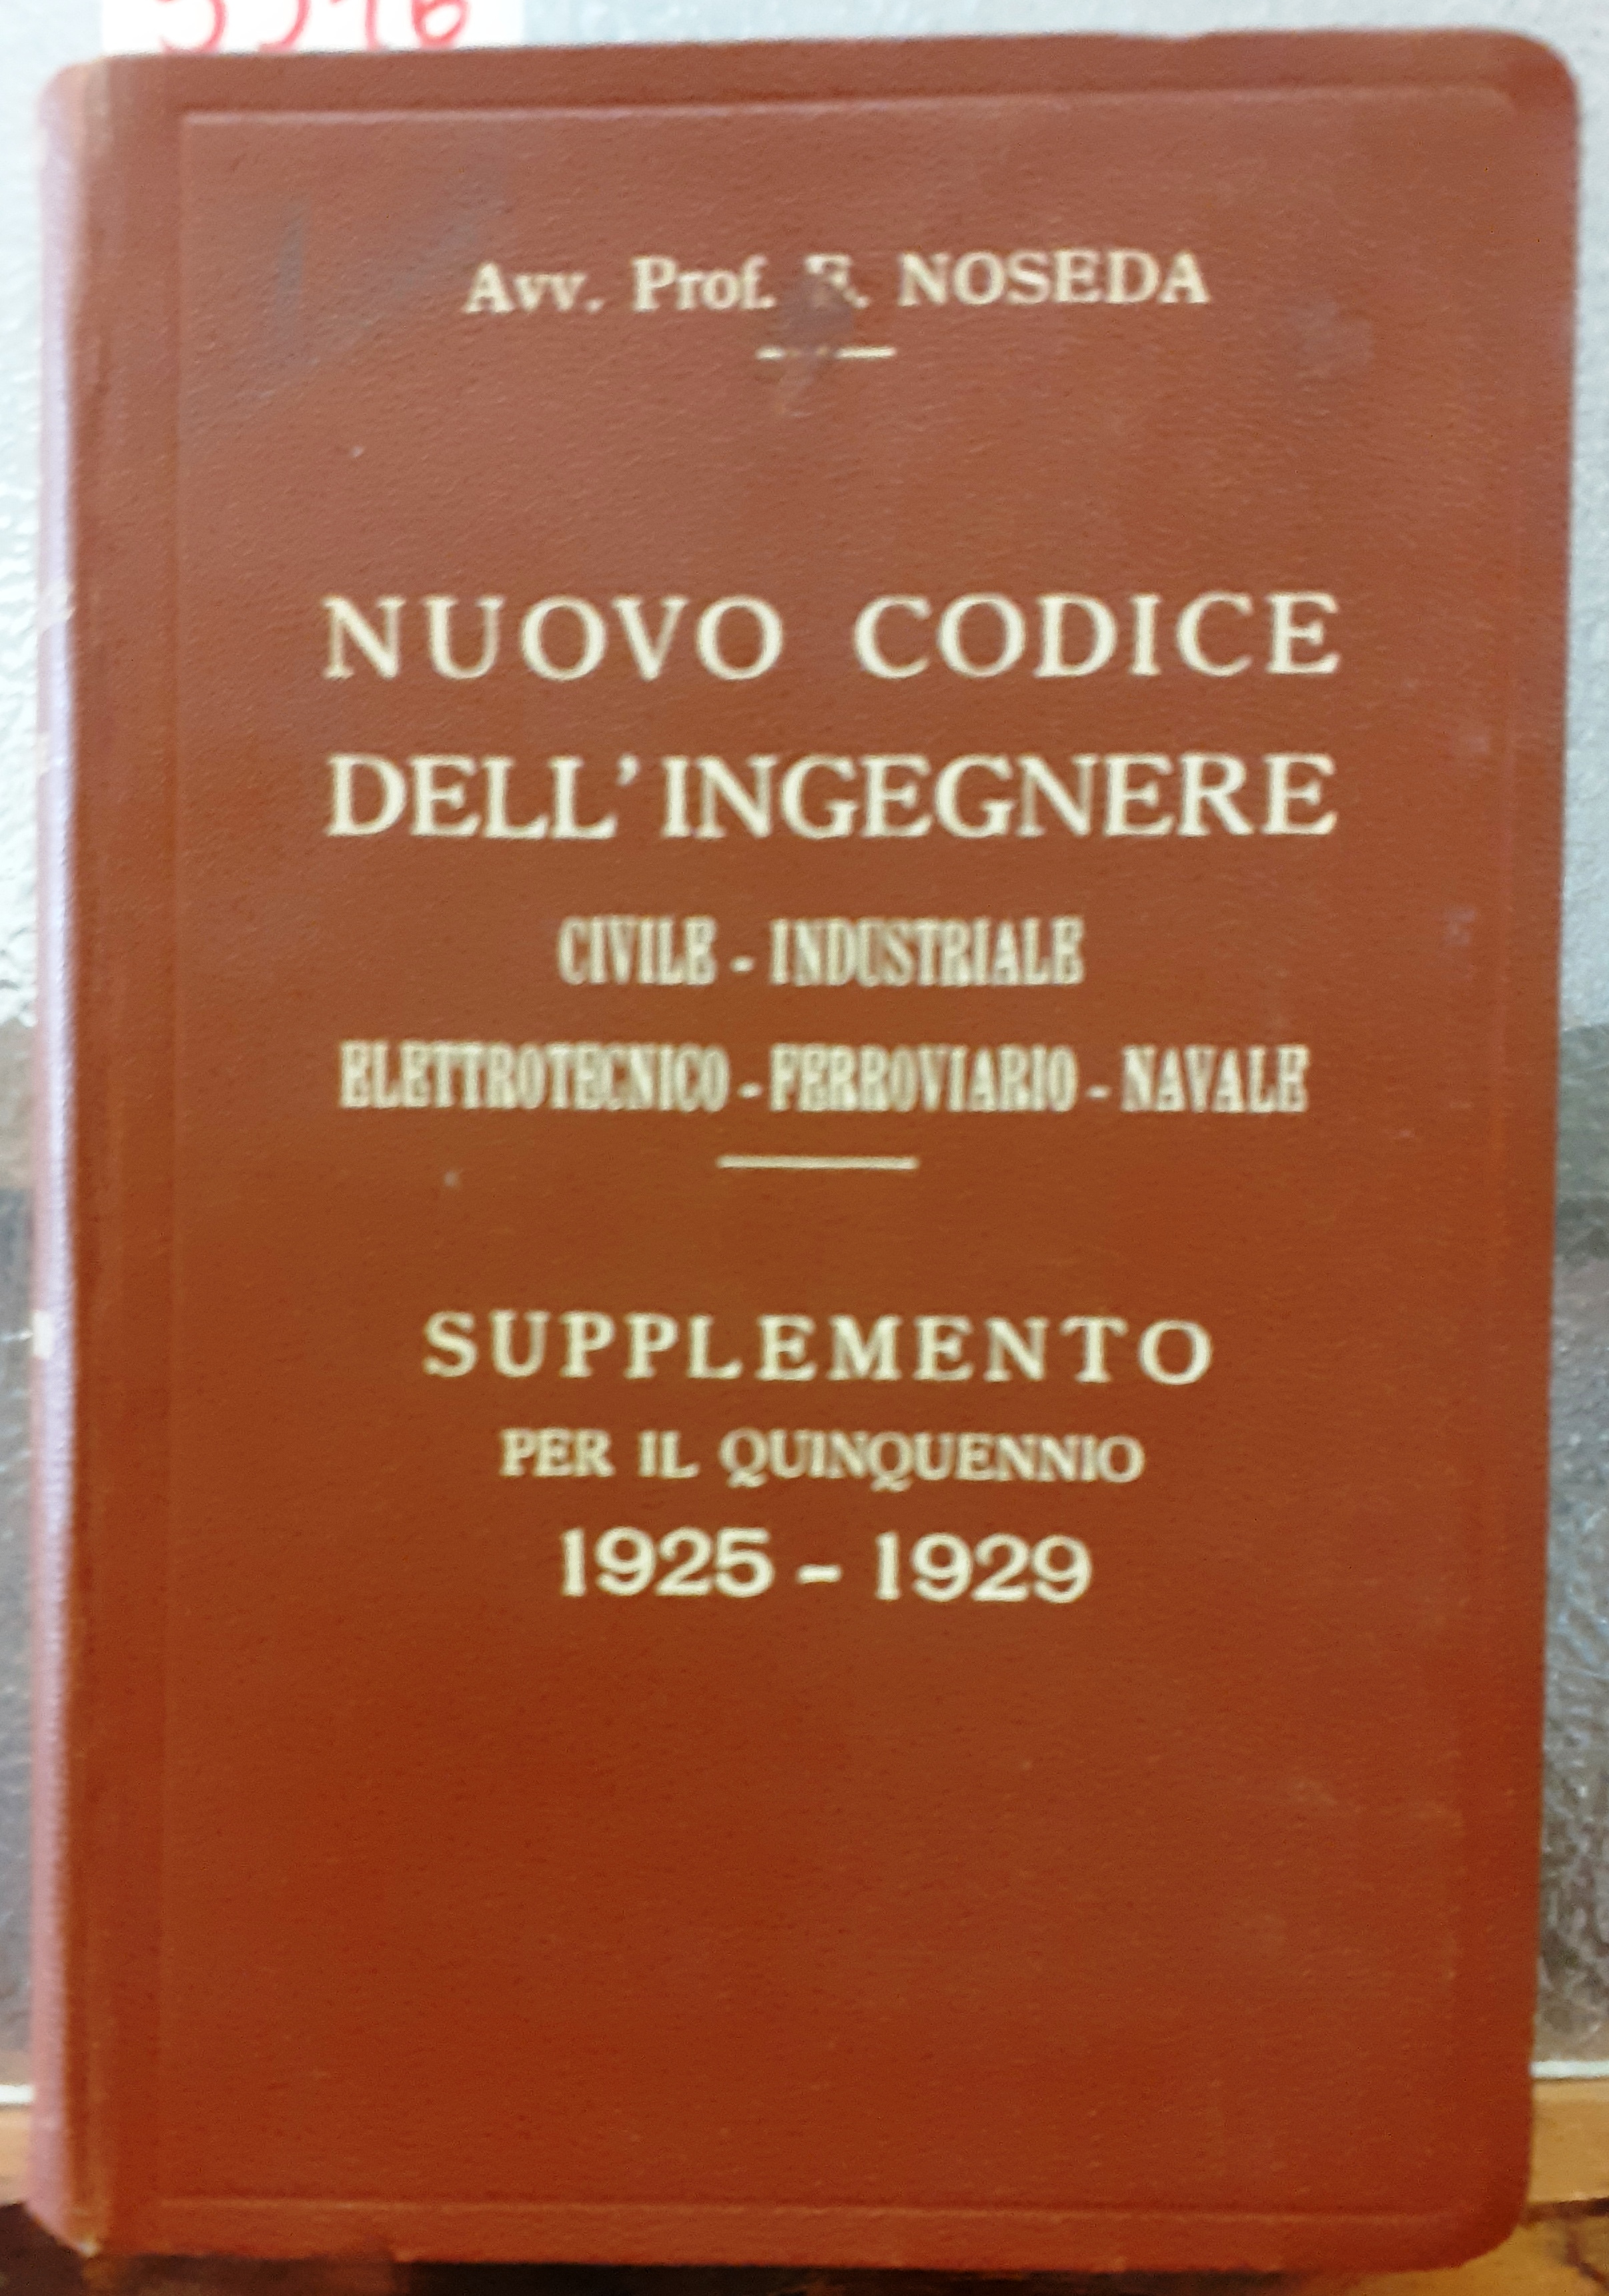 Avv. Prof. E. NOSEDA
NUOVO CODICE
DELL'INGEGNERE
CIVILE - INDUSTRIALE
ELETTROTECNICO - FERROVIARIO - NAVALE
SUPPLEMENTO
PER IL QUINQUENNIO
1925 - 1929